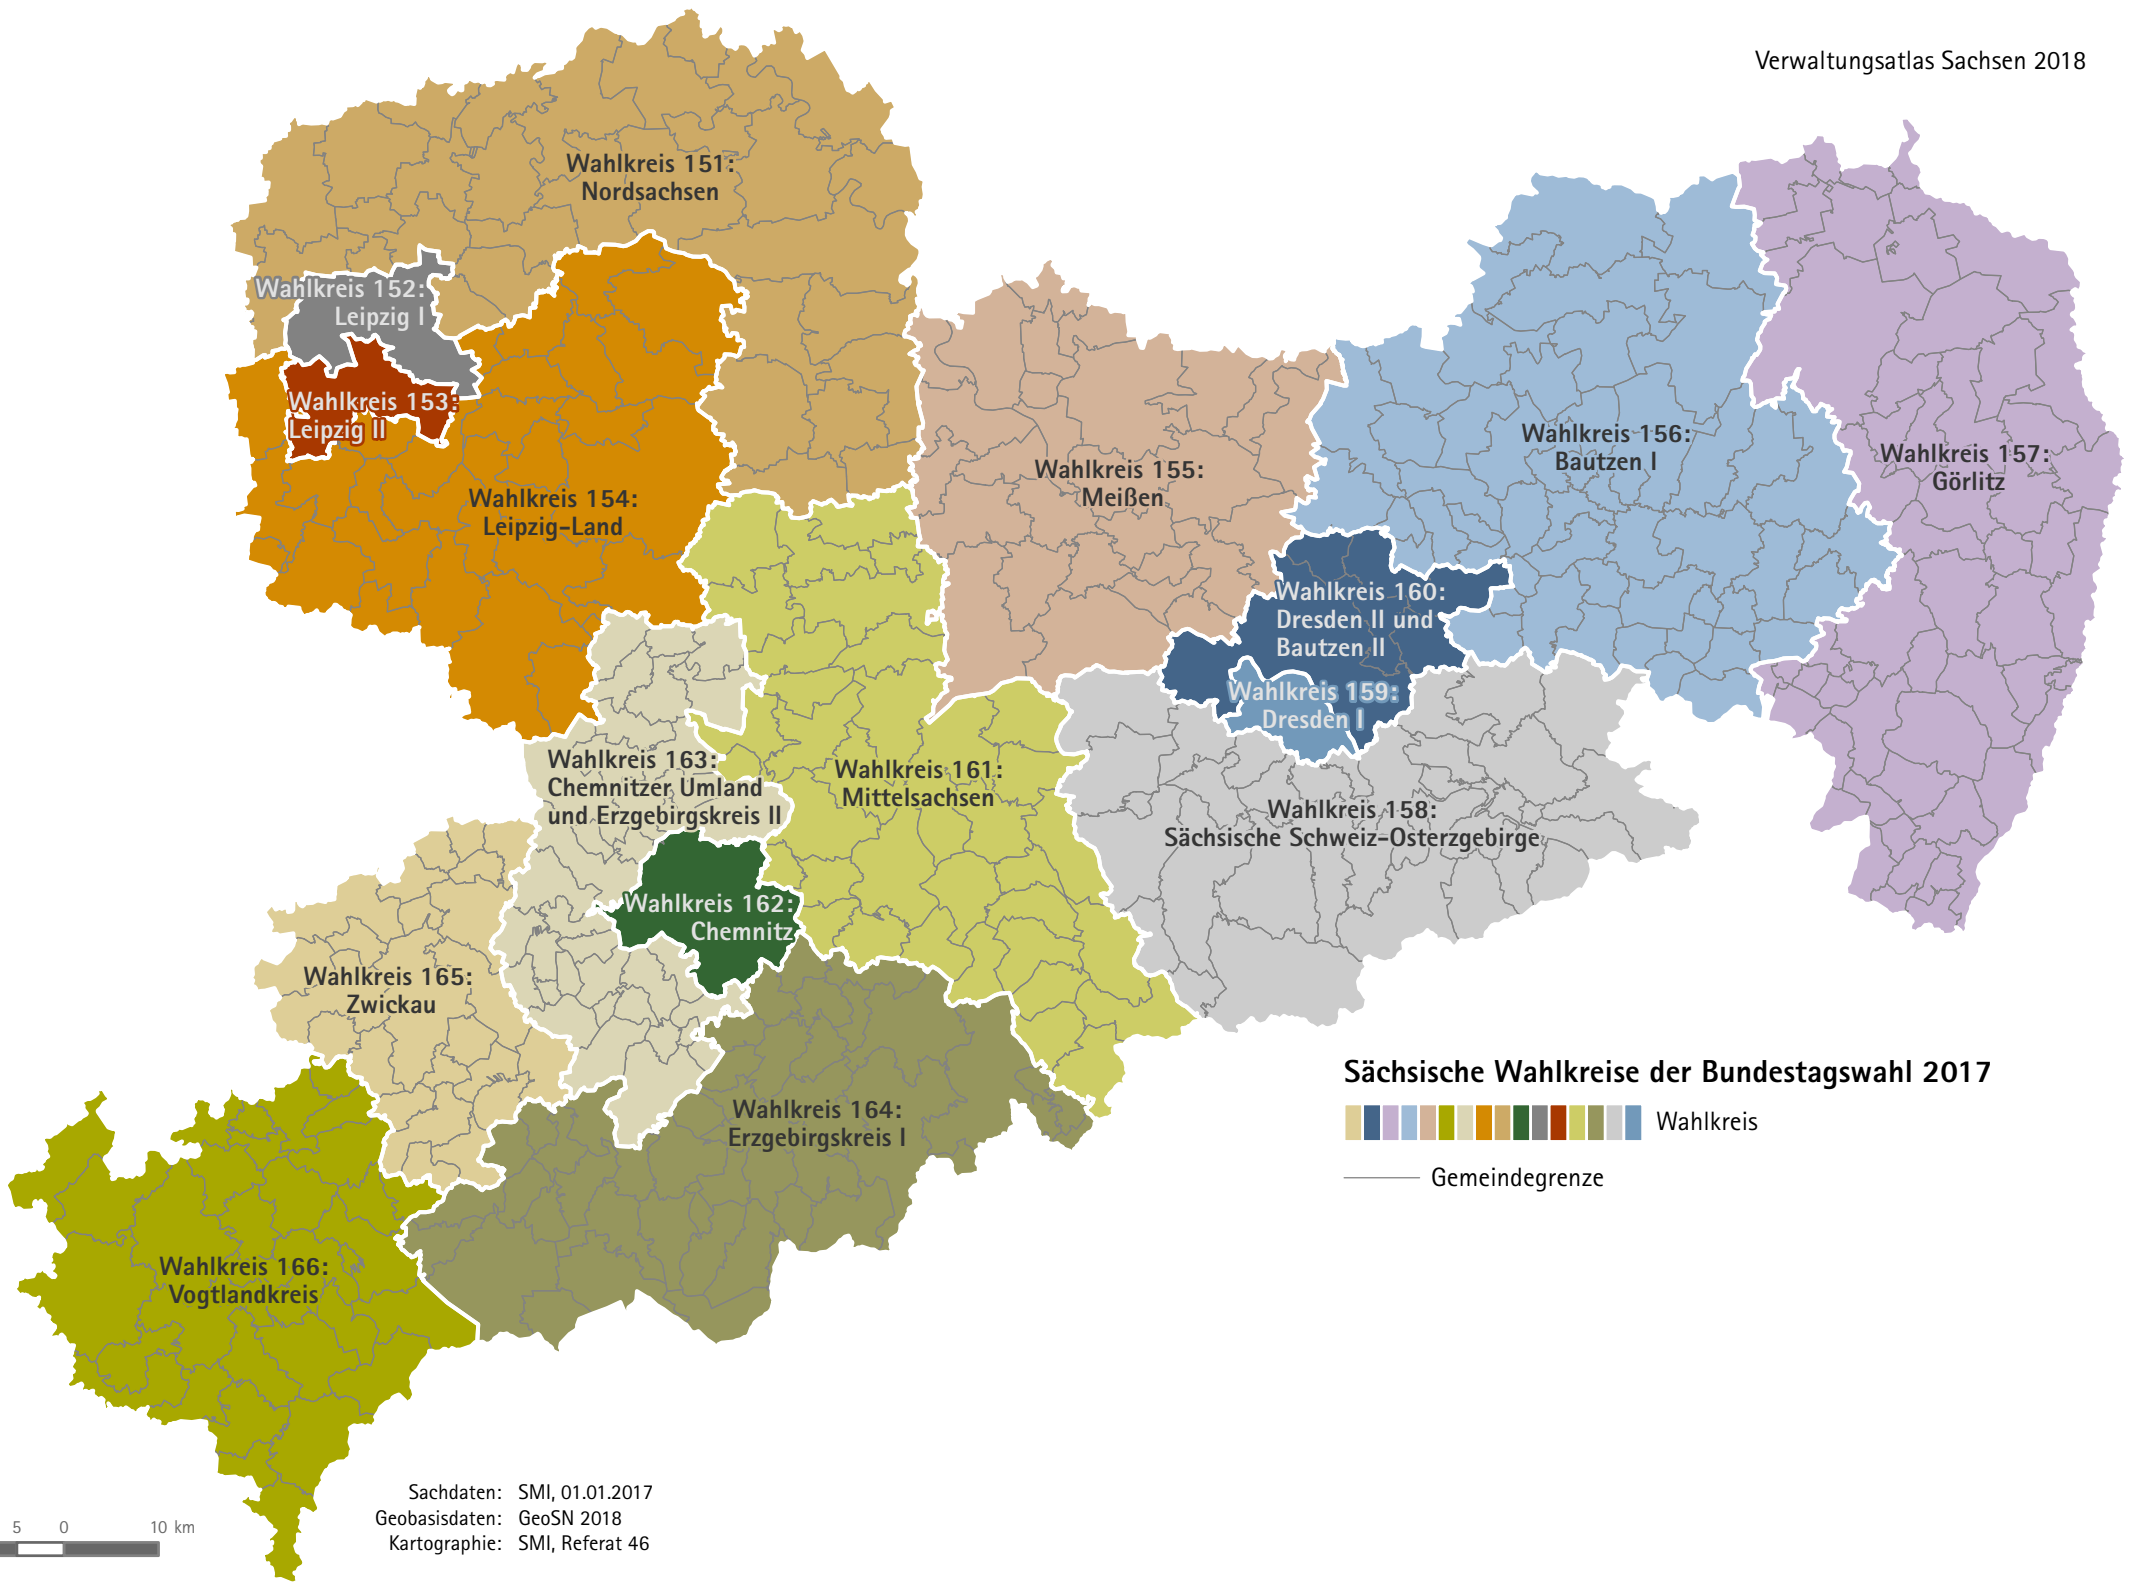 Verwaltungsatlas Sachsen 2018
Wahlkreis 151:
Nordsachsen
Wahlkreis 152:
Leipzig I
Wahlkreis 153:
Leipzig II
Wahlkreis 154:
Leipzig-Land
Wahlkreis 155:
Meißen
Wahlkreis 156:
Bautzen I
Wahlkreis 157:
Görlitz
Wahlkreis 160:
Dresden II und
Bautzen II
Wahlkreis 159:
Dresden I
Wahlkreis 163:
Chemnitzer Umland
und Erzgebirgskreis II
Wahlkreis 161:
Mittelsachsen
Wahlkreis 158:
Sächsische Schweiz-Osterzgebirge
Wahlkreis 162:
Chemnitz
Wahlkreis 165:
Zwickau
Wahlkreis 164:
Erzgebirgskreis I
Wahlkreis 166:
Vogtlandkreis
Sächsische Wahlkreise der Bundestagswahl 2017
Wahlkreis
Gemeindegrenze
Sachdaten: SMI, 01.01.2017
Geobasisdaten: GeoSN 2018
Kartographie: SMI, Referat 46
5 0 10 km